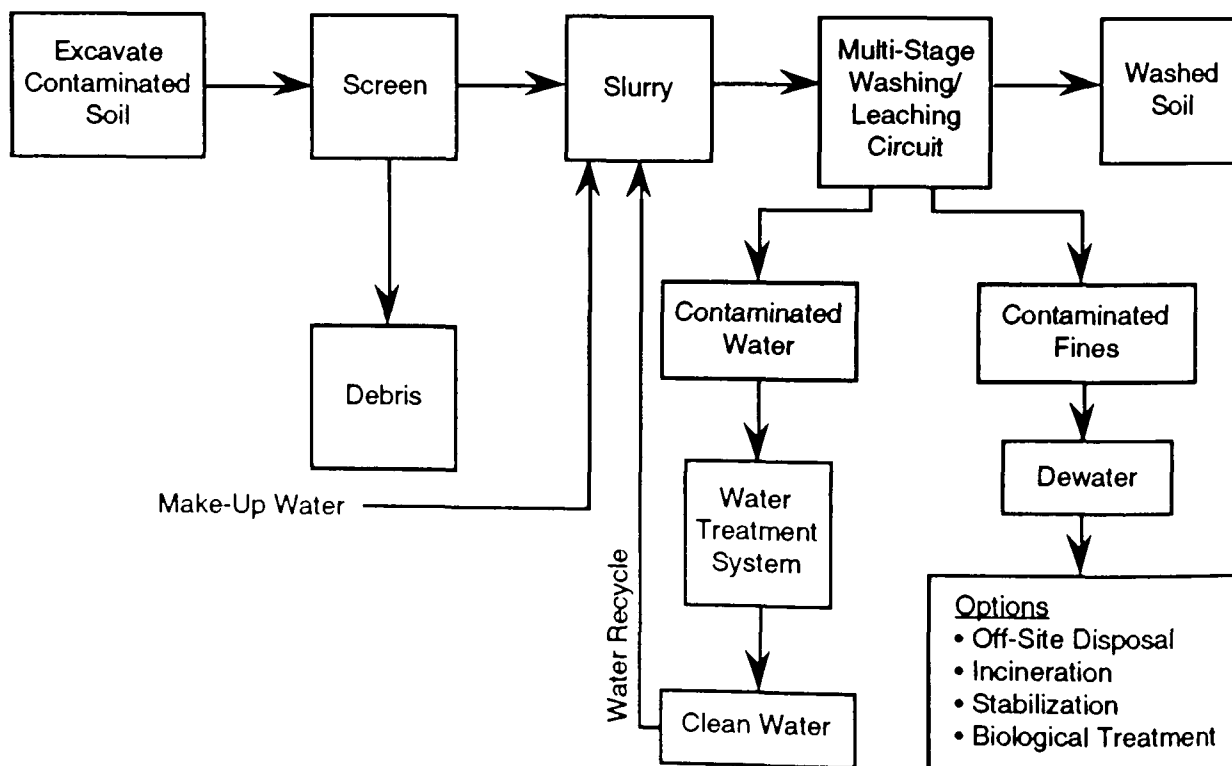 Excavate
Contaminated
Soil
Screen
Slurry
Multi-Stage
Washing/
Leaching
Circuit
Washed
Soil
Debris
Contaminated
Water
Contaminated
Fines
Make-Up Water
Water
Treatment
System
Dewater
Water Recycle
Clean Water
Options
• Off-Site Disposal
• Incineration
• Stabilization
• Biological Treatment